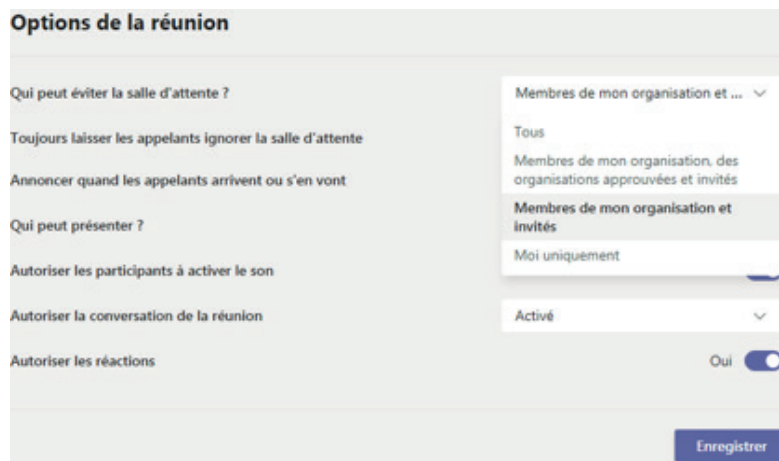 Options de la réunion
Qui peut éviter la salle d'attente ?
Membres de mon organisation et ...
Toujours laisser les appelants ignorer la salle d'attente
Tous
Membres de mon organisation, des
organisations approuvées et invités
Annoncer quand les appelants arrivent ou s'en vont
Membres de mon organisation et
invités
Qui peut présenter ?
Moi uniquement
Autoriser les participants à activer le son
Autoriser la conversation de la réunion
Activé
Autoriser les réactions
Oui
Enregistrer